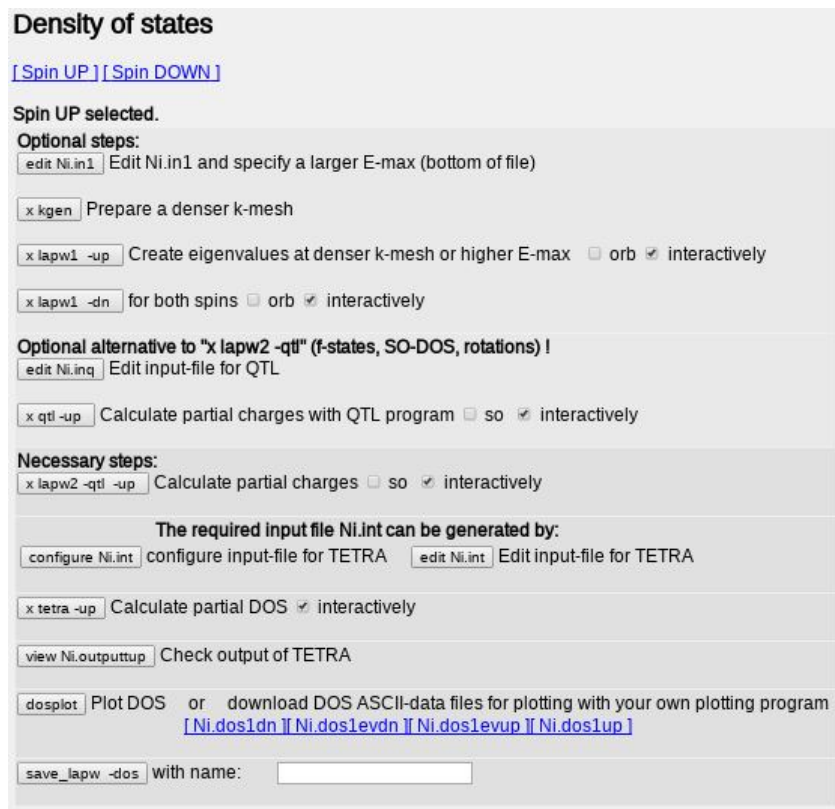 Density of states
[ Spin UP ] [ Spin DOWN ]
Spin UP selected.
Optional steps:
edit Ni.in1 Edit Ni.in1 and specify a larger E-max (bottom of file)
x kgen Prepare a denser k-mesh
x lapw1 -up Create eigenvalues at denser k-mesh or higher E-max orb interactively
x lapw1 -dn for both spins orb interactively
Optional alternative to "x lapw2 -qtl" (f-states, SO-DOS, rotations) !
edit Ni.inq Edit input-file for QTL
x qtl -up Calculate partial charges with QTL program so interactively
Necessary steps:
x lapw2 -qtl -up Calculate partial charges so interactively
The required input file Ni.int can be generated by:
configure Ni.int configure input-file for TETRA edit Ni.int Edit input-file for TETRA
x tetra -up Calculate partial DOS interactively
view Ni.outputtup Check output of TETRA
dosplot Plot DOS or download DOS ASCII-data files for plotting with your own plotting program
[ Ni.dos1dn ][ Ni.dos1evdn ][ Ni.dos1evup ][ Ni.dos1up ]
save_lapw -dos with name: